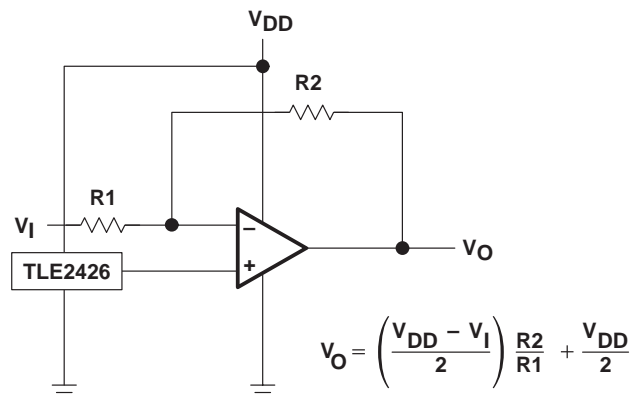 VDD
R2
R1
VI
−
+
VO
TLE2426
VO = ((VDD − VI) / 2) R2/R1 + VDD/2